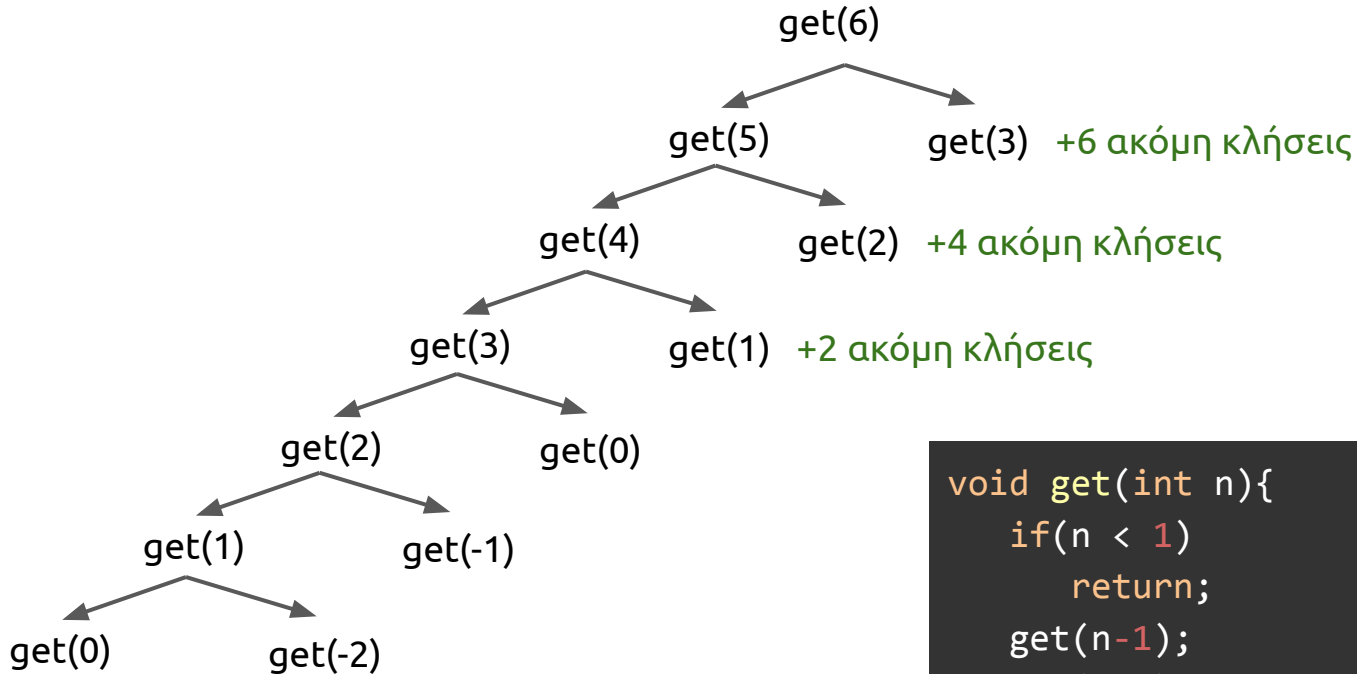 get(6)
get(5) get(3) +6 ακόμη κλήσεις
get(4) get(2) +4 ακόμη κλήσεις
get(3) get(1) +2 ακόμη κλήσεις
get(2) get(0)
get(1) get(-1)
get(0) get(-2)
void get(int n){
if(n < 1)
return;
get(n-1);